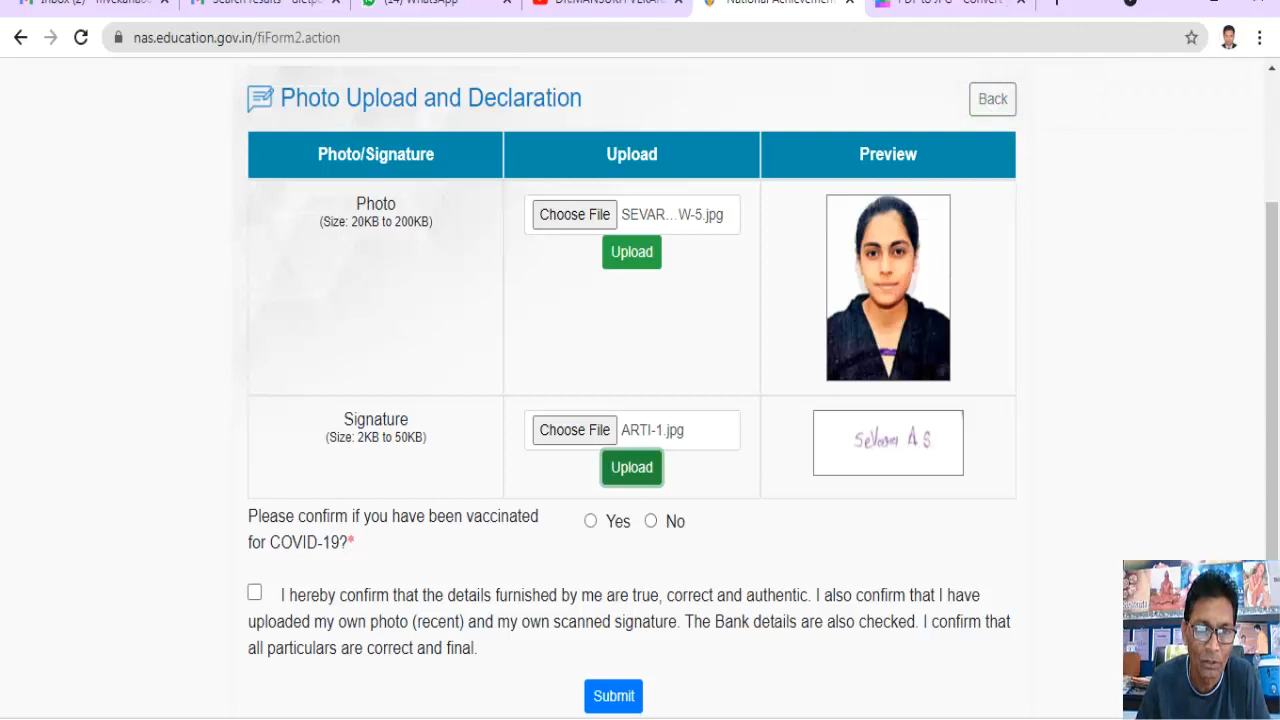 (14) WhatsApp
nas.education.gov.in/fiForm2.action
Photo Upload and Declaration
Back
Photo/Signature Upload Preview
Photo
(Size: 20KB to 200KB)
Choose File SEVAR...W-5.jpg
Upload
Signature
(Size: 2KB to 50KB)
Choose File ARTI-1.jpg
Upload
Sevara A S
Please confirm if you have been vaccinated
for COVID-19?*
Yes No
I hereby confirm that the details furnished by me are true, correct and authentic. I also confirm that I have
uploaded my own photo (recent) and my own scanned signature. The Bank details are also checked. I confirm that
all particulars are correct and final.
Submit